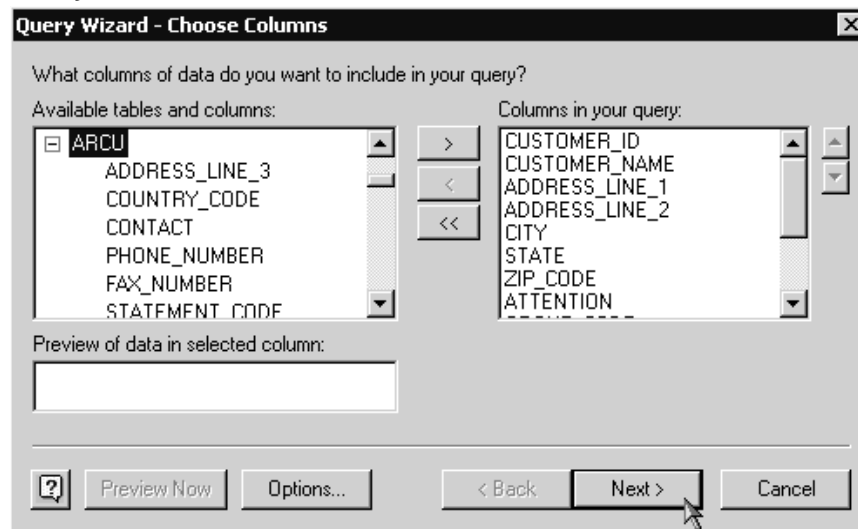 Query Wizard - Choose Columns
What columns of data do you want to include in your query?
Available tables and columns:
ARCU
ADDRESS_LINE_3
COUNTRY_CODE
CONTACT
PHONE_NUMBER
FAX_NUMBER
STATEMENT_CODE
>
<
<<
Columns in your query:
CUSTOMER_ID
CUSTOMER_NAME
ADDRESS_LINE_1
ADDRESS_LINE_2
CITY
STATE
ZIP_CODE
ATTENTION
Preview of data in selected column:
Preview Now
Options...
< Back
Next >
Cancel